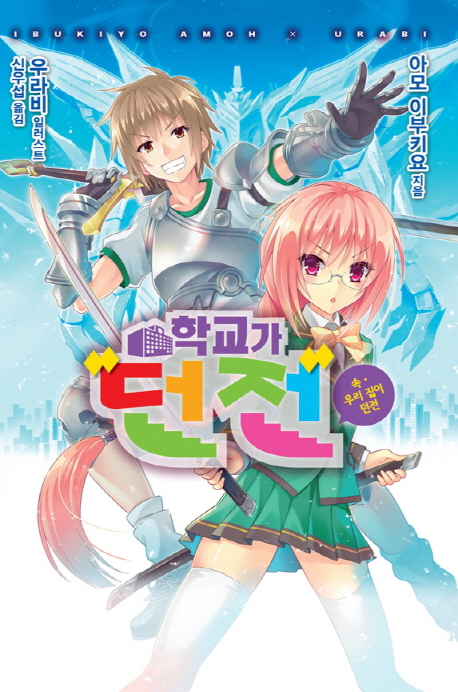 IBUKIYO AMOH × URABI
아모 이부키요 지음
우라비 일러스트
신우섭 옮김
학교가
"던전"
속·
우리 집이
던전